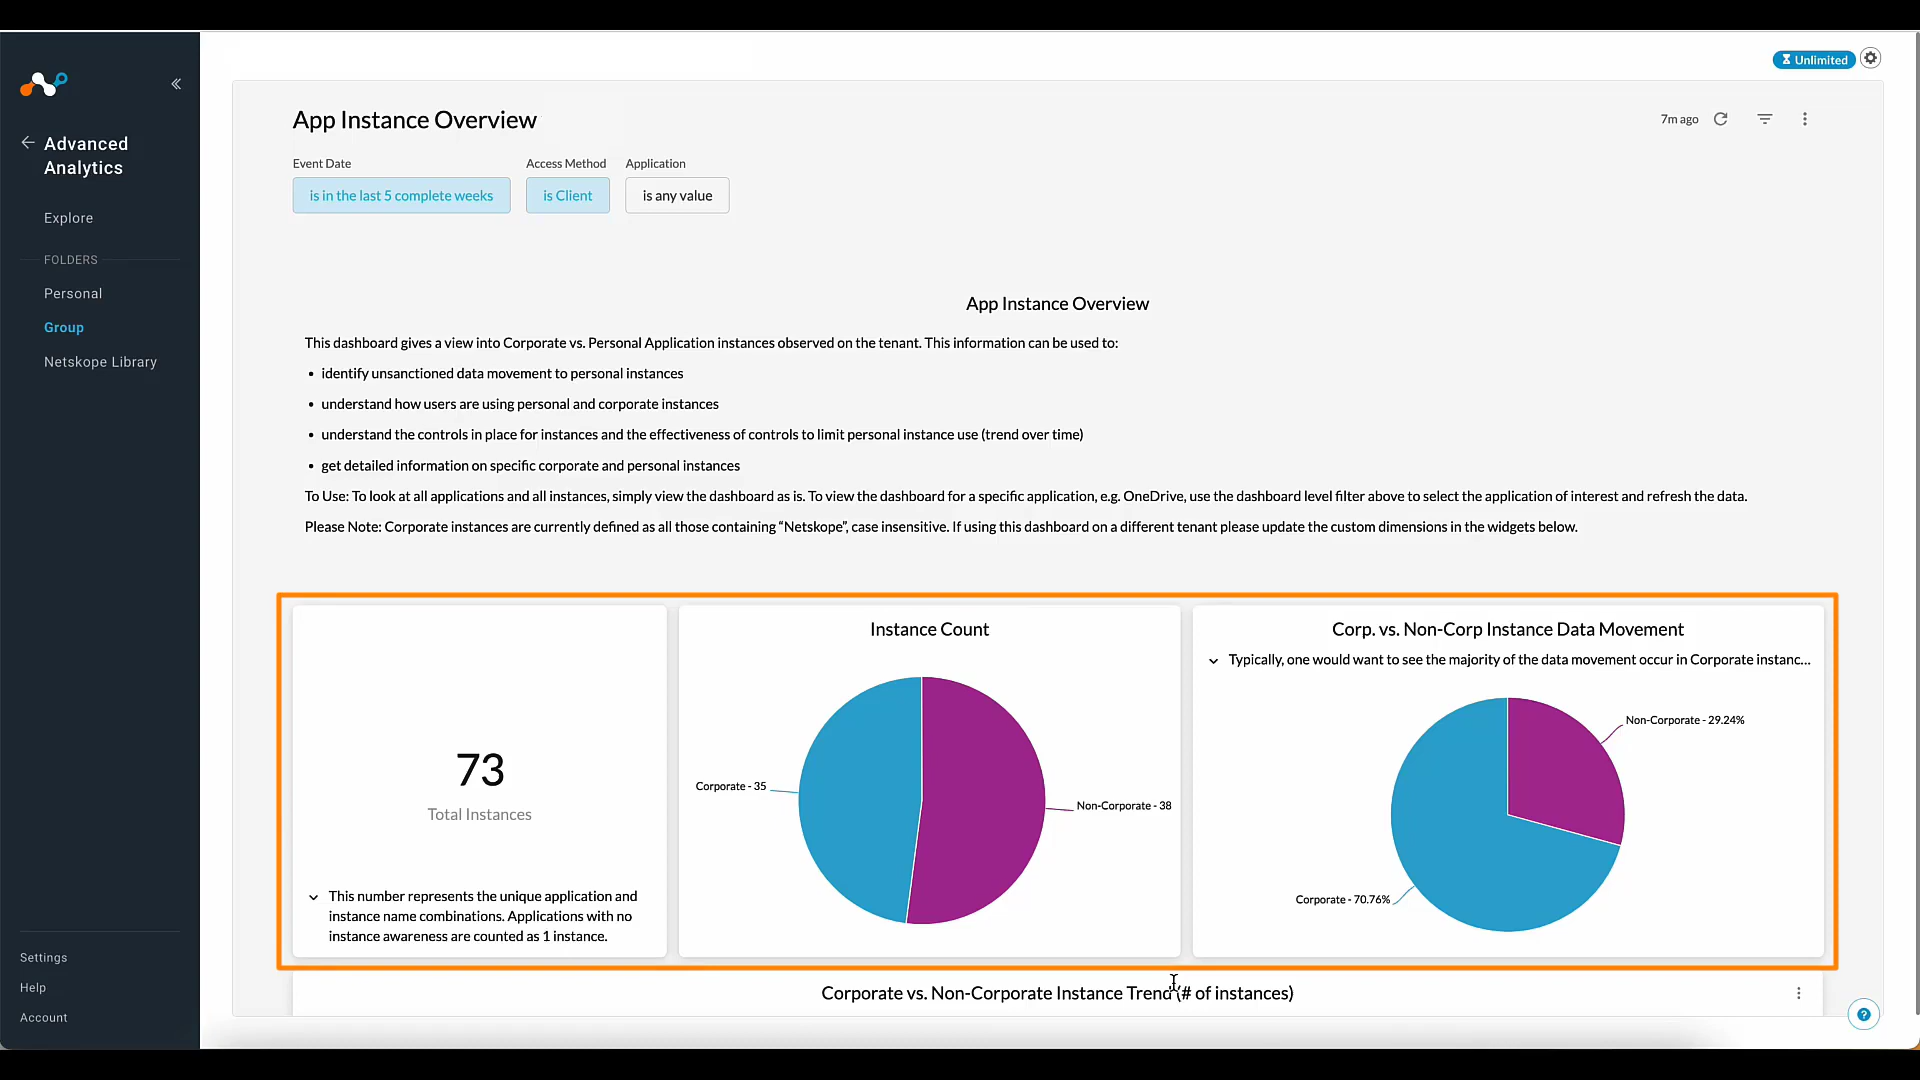 Unlimited
Advanced
Analytics
Explore
FOLDERS
Personal
Group
Netskope Library
Settings
Help
Account
App Instance Overview
7m ago
Event Date
Access Method
Application
is in the last 5 complete weeks
is Client
is any value
App Instance Overview
This dashboard gives a view into Corporate vs. Personal Application instances observed on the tenant. This information can be used to:
• identify unsanctioned data movement to personal instances
• understand how users are using personal and corporate instances
• understand the controls in place for instances and the effectiveness of controls to limit personal instance use (trend over time)
• get detailed information on specific corporate and personal instances
To Use: To look at all applications and all instances, simply view the dashboard as is. To view the dashboard for a specific application, e.g. OneDrive, use the dashboard level filter above to select the application of interest and refresh the data.
Please Note: Corporate instances are currently defined as all those containing “Netskope”, case insensitive. If using this dashboard on a different tenant please update the custom dimensions in the widgets below.
73
Total Instances
This number represents the unique application and
instance name combinations. Applications with no
instance awareness are counted as 1 instance.
Instance Count
Corporate - 35
Non-Corporate - 38
Corp. vs. Non-Corp Instance Data Movement
Typically, one would want to see the majority of the data movement occur in Corporate instanc...
Non-Corporate - 29.24%
Corporate - 70.76%
Corporate vs. Non-Corporate Instance Trend (# of instances)
?